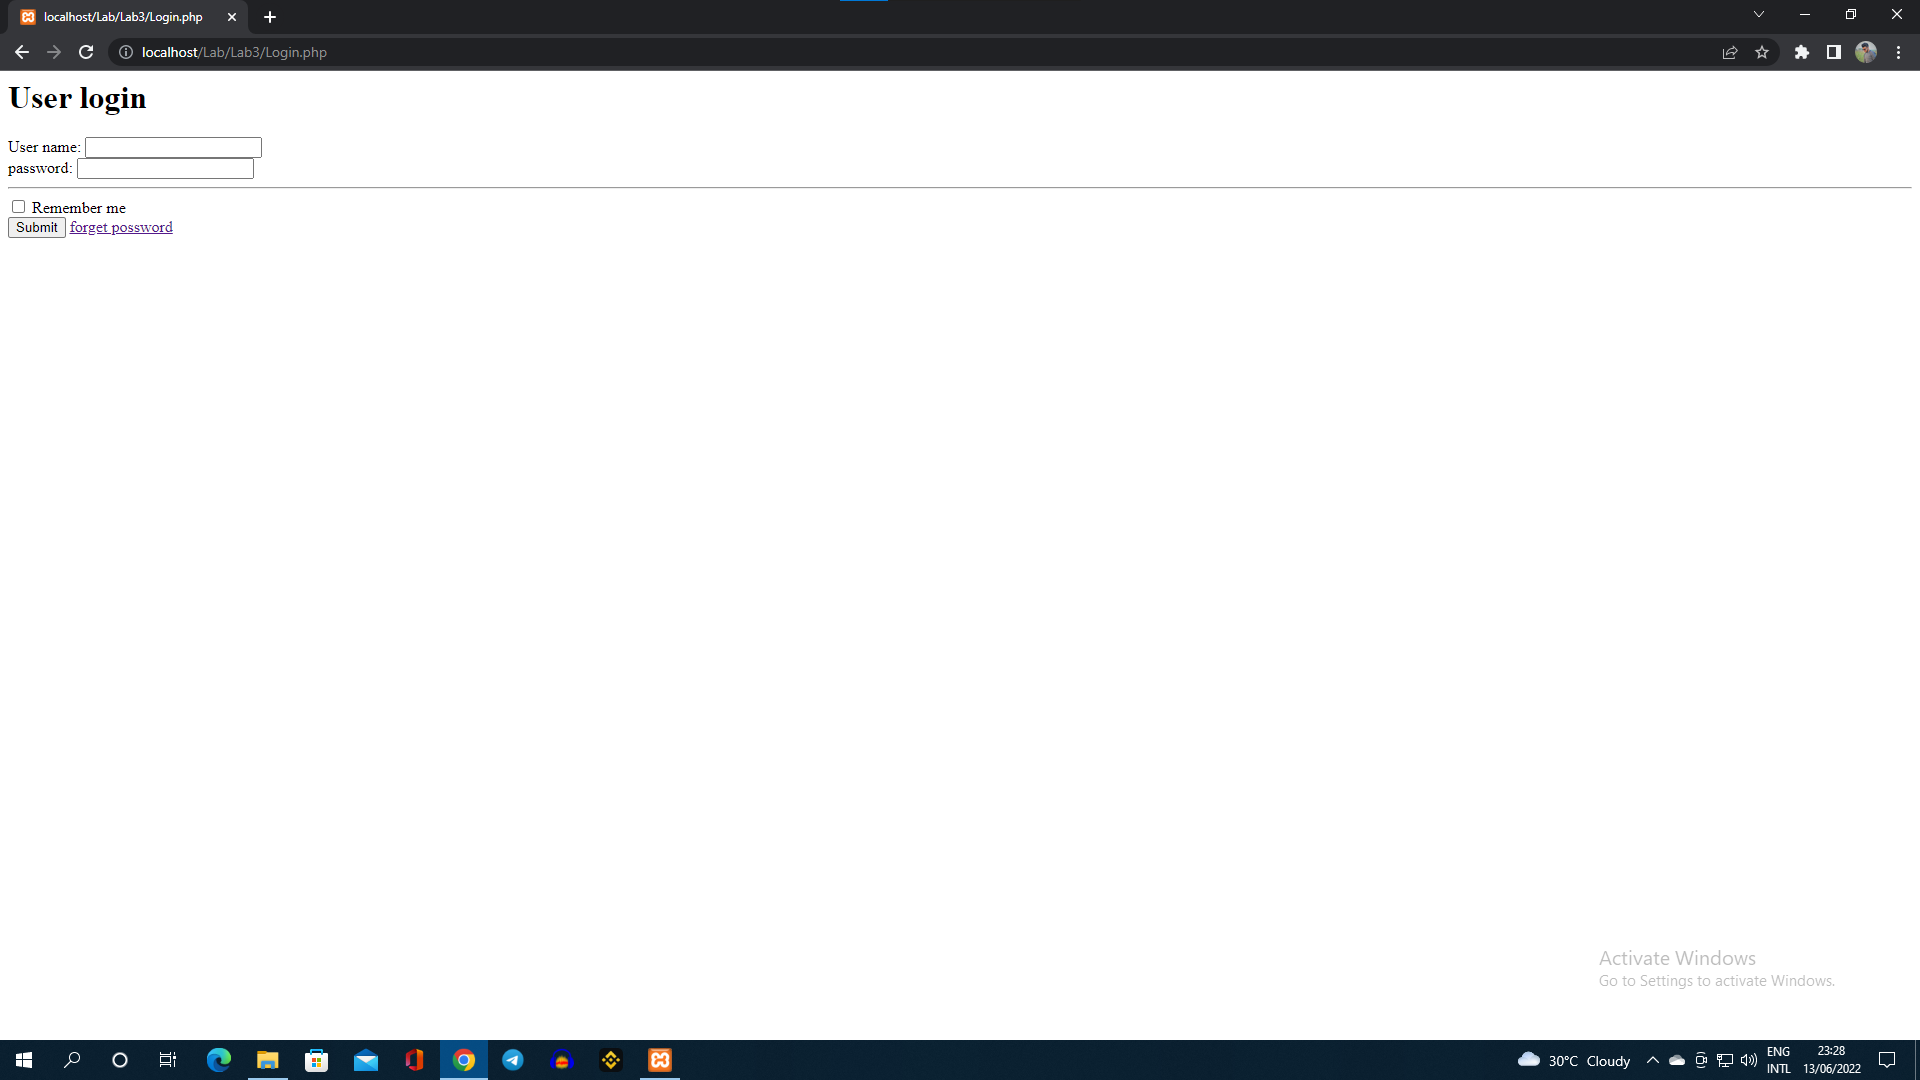 localhost/Lab/Lab3/Login.php
localhost/Lab/Lab3/Login.php
User login
User name:
password:
Remember me
Submit forget possword
Activate Windows
Go to Settings to activate Windows.
30°C Cloudy
ENG
INTL
23:28
13/06/2022